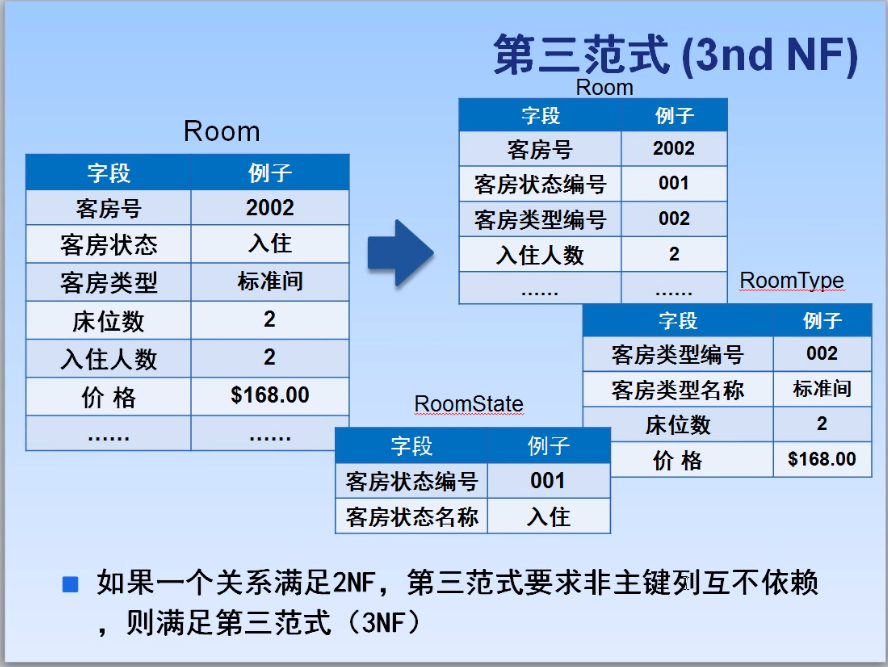 第三范式 (3nd NF)
Room
字段 例子
客房号 2002
客房状态 入住
客房类型 标准间
床位数 2
入住人数 2
价 格 $168.00
…… ……
Room
字段 例子
客房号 2002
客房状态编号 001
客房类型编号 002
入住人数 2
…… ……
RoomType
字段 例子
客房类型编号 002
客房类型名称 标准间
床位数 2
价 格 $168.00
RoomState
字段 例子
客房状态编号 001
客房状态名称 入住
如果一个关系满足2NF，第三范式要求非主键列互不依赖
，则满足第三范式（3NF）